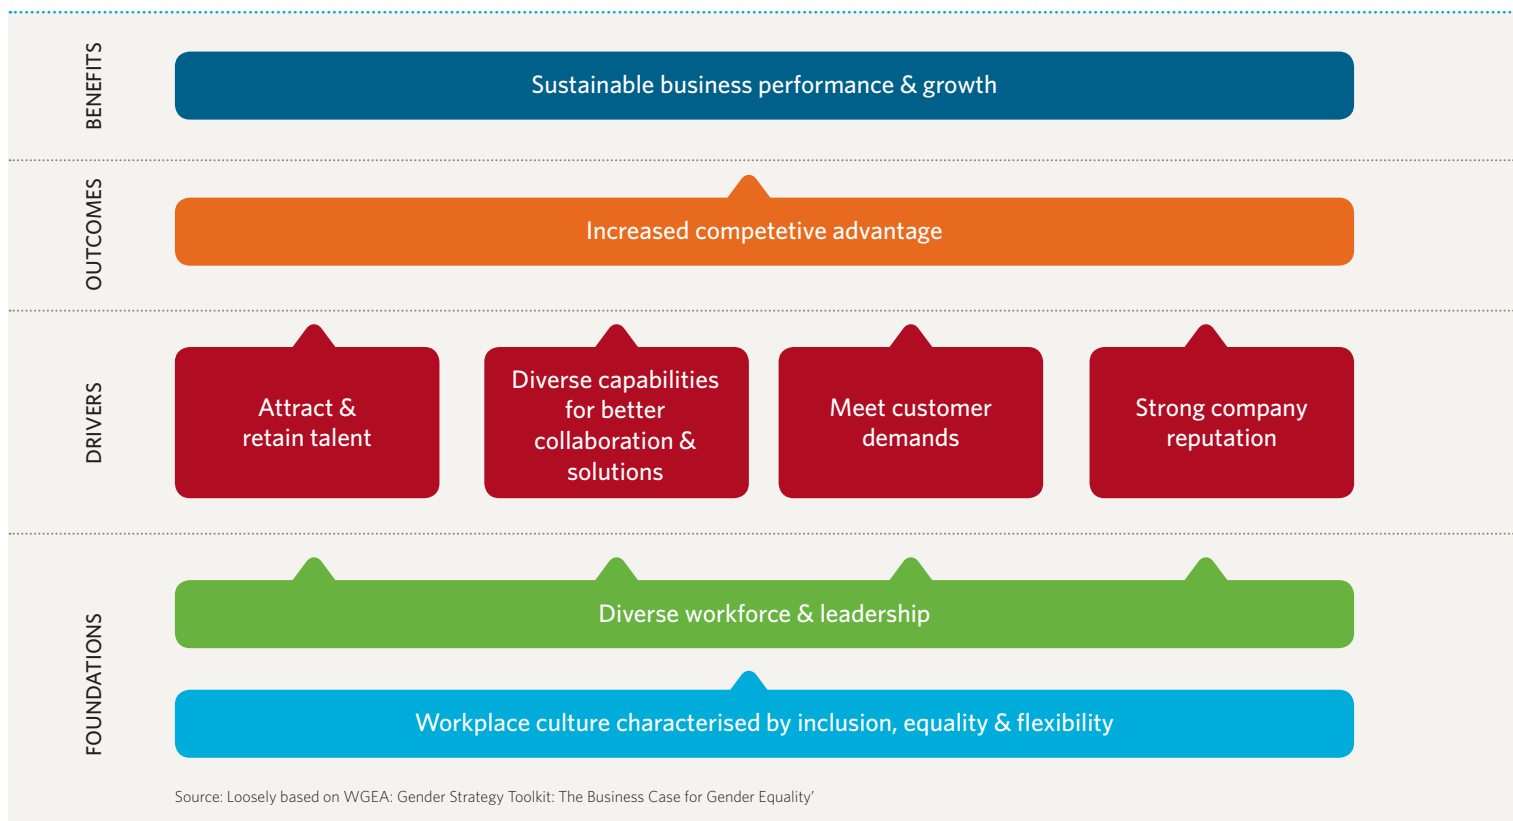 BENEFITS
Sustainable business performance & growth
OUTCOMES
Increased competetive advantage
DRIVERS
Attract &
retain talent
Diverse capabilities
for better
collaboration &
solutions
Meet customer
demands
Strong company
reputation
FOUNDATIONS
Diverse workforce & leadership
Workplace culture characterised by inclusion, equality & flexibility
Source: Loosely based on WGEA: Gender Strategy Toolkit: The Business Case for Gender Equality’